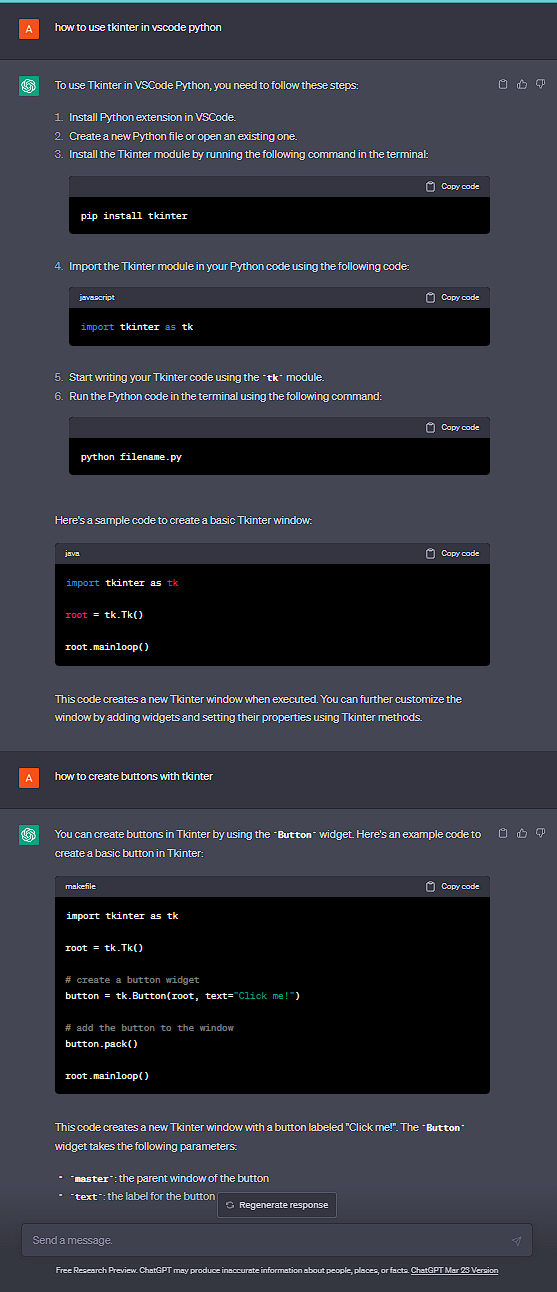 A how to use tkinter in vscode python
To use Tkinter in VSCode Python, you need to follow these steps:
1. Install Python extension in VSCode.
2. Create a new Python file or open an existing one.
3. Install the Tkinter module by running the following command in the terminal:
Copy code
pip install tkinter
4. Import the Tkinter module in your Python code using the following code:
javascript Copy code
import tkinter as tk
5. Start writing your Tkinter code using the `tk` module.
6. Run the Python code in the terminal using the following command:
Copy code
python filename.py
Here's a sample code to create a basic Tkinter window:
java Copy code
import tkinter as tk
root = tk.Tk()
root.mainloop()
This code creates a new Tkinter window when executed. You can further customize the
window by adding widgets and setting their properties using Tkinter methods.
A how to create buttons with tkinter
You can create buttons in Tkinter by using the `Button` widget. Here's an example code to
create a basic button in Tkinter:
makefile Copy code
import tkinter as tk
root = tk.Tk()
# create a button widget
button = tk.Button(root, text="Click me!")
# add the button to the window
button.pack()
root.mainloop()
This code creates a new Tkinter window with a button labeled "Click me!". The `Button`
widget takes the following parameters:
- `master`: the parent window of the button
- `text`: the label for the button
Regenerate response
Send a message.
Free Research Preview. ChatGPT may produce inaccurate information about people, places, or facts. ChatGPT Mar 23 Version